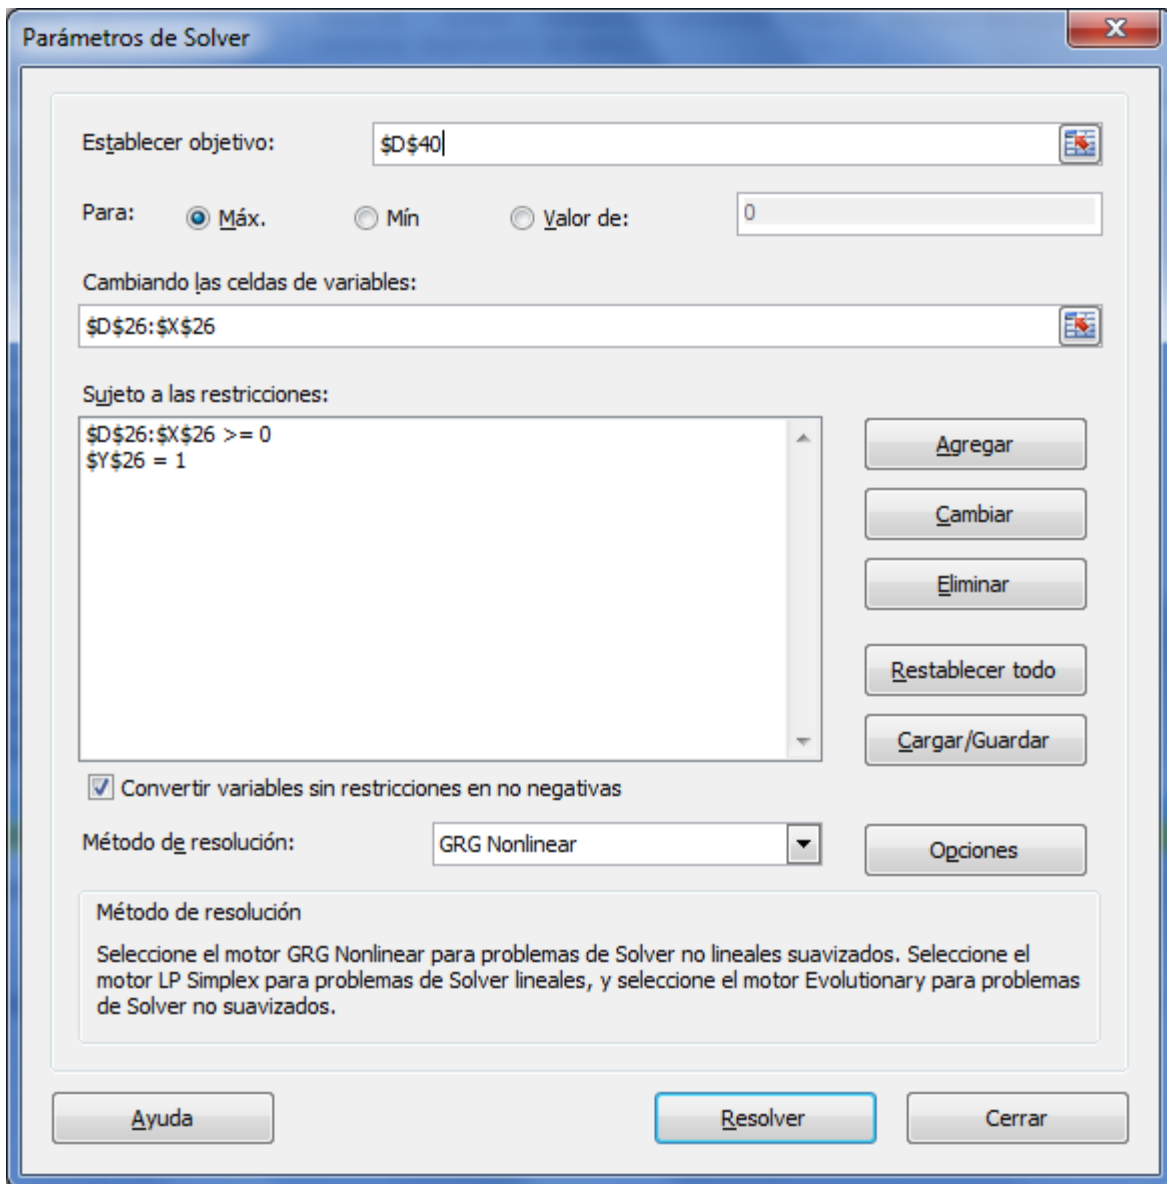 Parámetros de Solver
Establecer objetivo: $D$40
Para: Máx. Mín Valor de: 0
Cambiando las celdas de variables:
$D$26:$X$26
Sujeto a las restricciones:
$D$26:$X$26 >= 0
$Y$26 = 1
Agregar
Cambiar
Eliminar
Restablecer todo
Cargar/Guardar
Convertir variables sin restricciones en no negativas
Método de resolución: GRG Nonlinear Opciones
Método de resolución
Seleccione el motor GRG Nonlinear para problemas de Solver no lineales suavizados. Seleccione el
motor LP Simplex para problemas de Solver lineales, y seleccione el motor Evolutionary para problemas
de Solver no suavizados.
Ayuda Resolver Cerrar